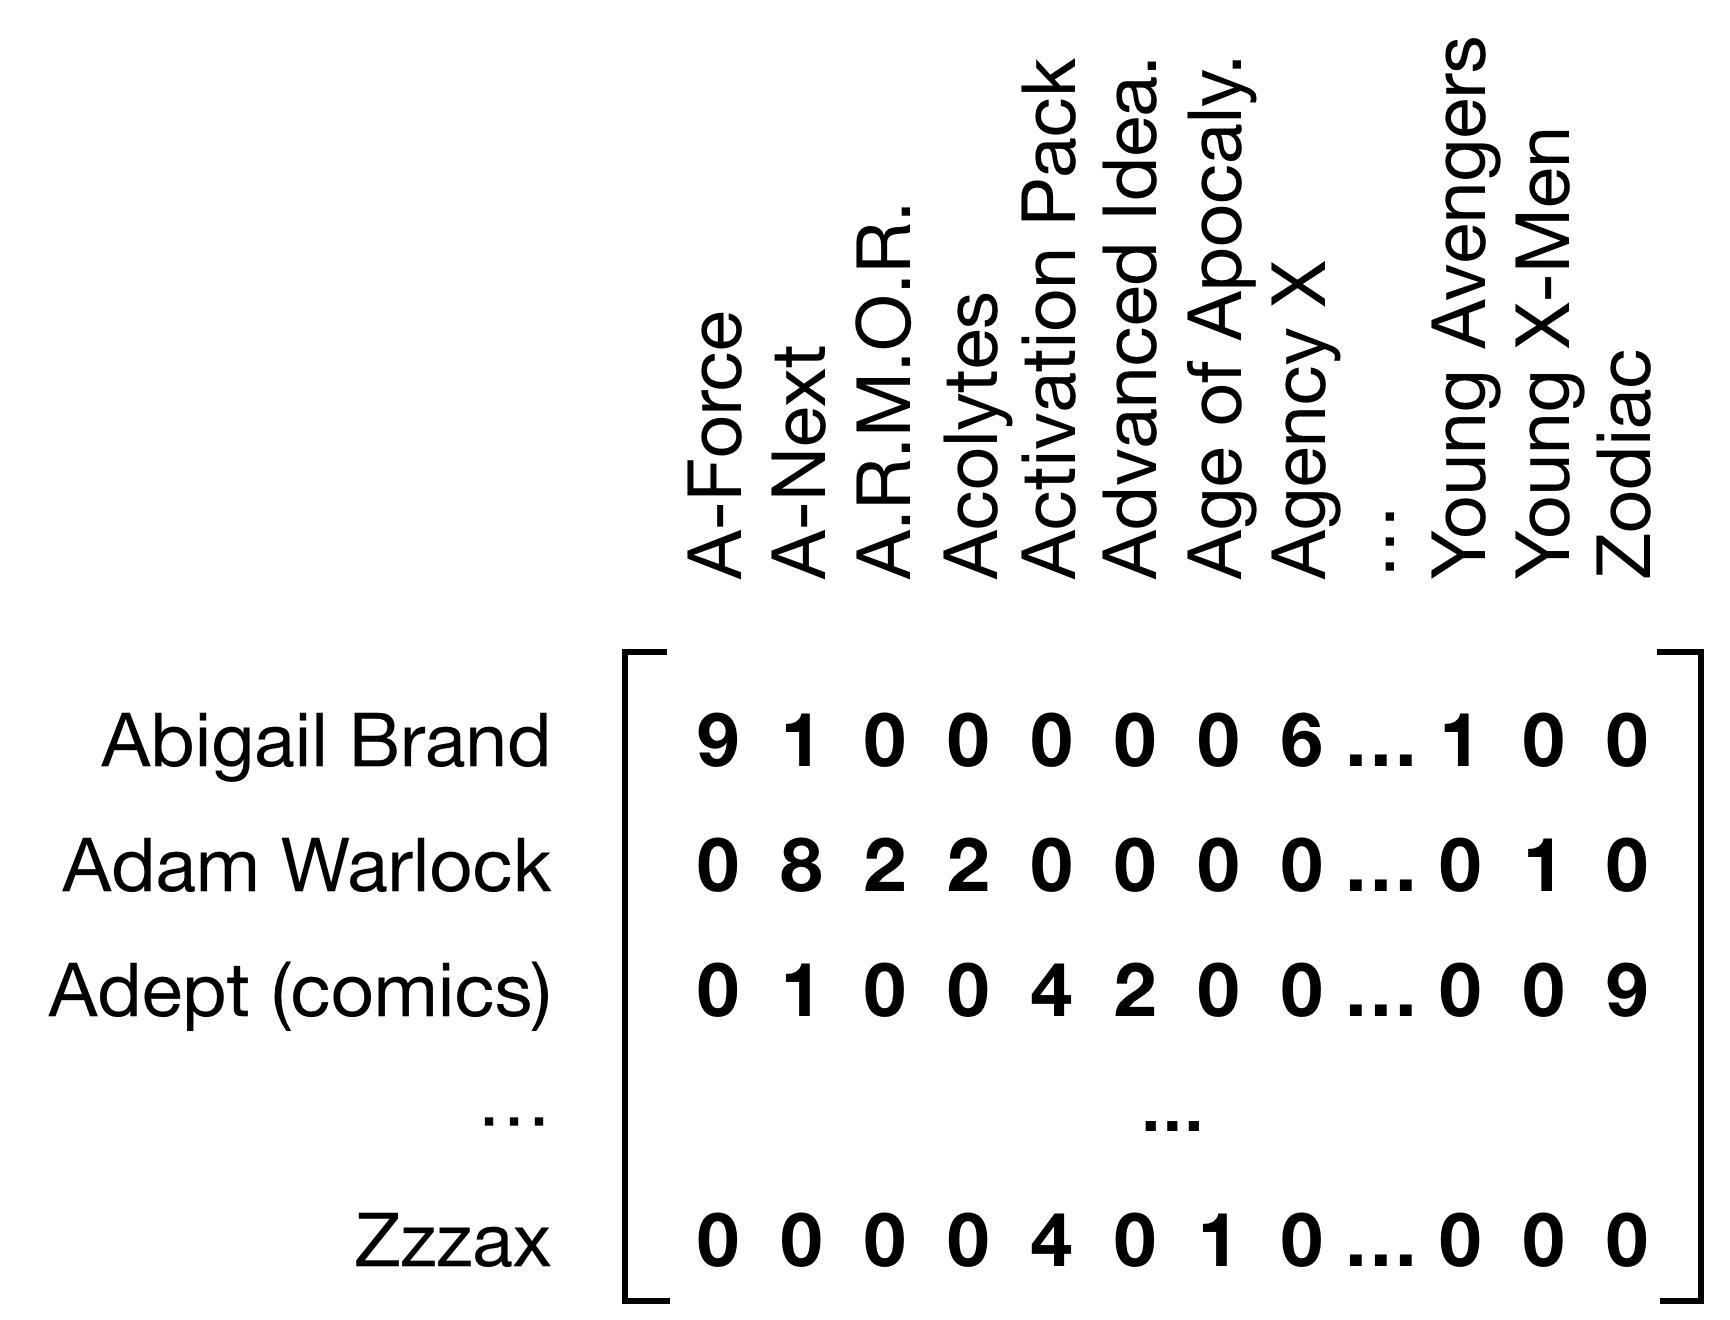 A-Force
A-Next
A.R.M.O.R.
Acolytes
Activation Pack
Advanced Idea.
Age of Apocaly.
Agency X
…
Young Avengers
Young X-Men
Zodiac
Abigail Brand 9 1 0 0 0 0 0 6 ... 1 0 0
Adam Warlock 0 8 2 2 0 0 0 0 ... 0 1 0
Adept (comics) 0 1 0 0 4 2 0 0 ... 0 0 9
… ...
Zzzax 0 0 0 0 4 0 1 0 ... 0 0 0